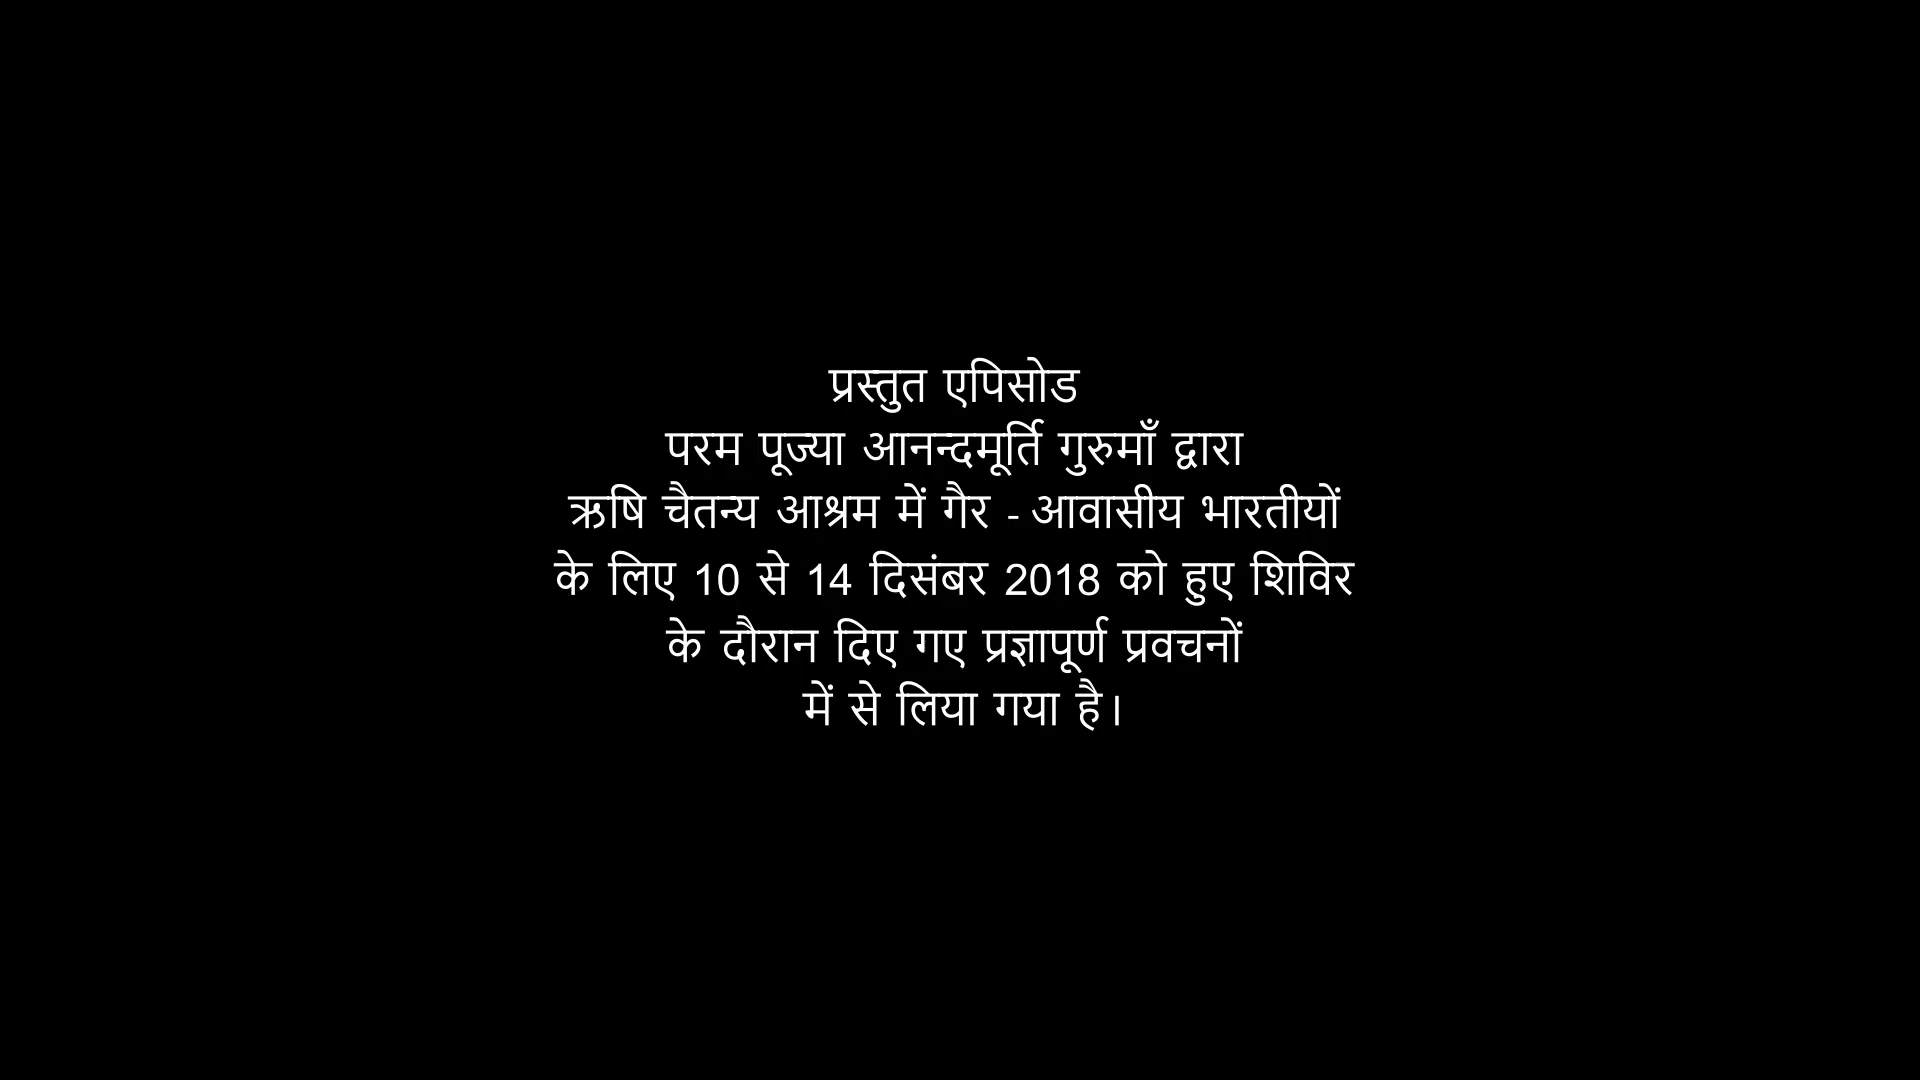 प्रस्तुत एपिसोड
परम पूज्या आनन्दमूर्ति गुरुमाँ द्वारा
ऋषि चैतन्य आश्रम में गैर - आवासीय भारतीयों
के लिए 10 से 14 दिसंबर 2018 को हुए शिविर
के दौरान दिए गए प्रज्ञापूर्ण प्रवचनों
में से लिया गया है।